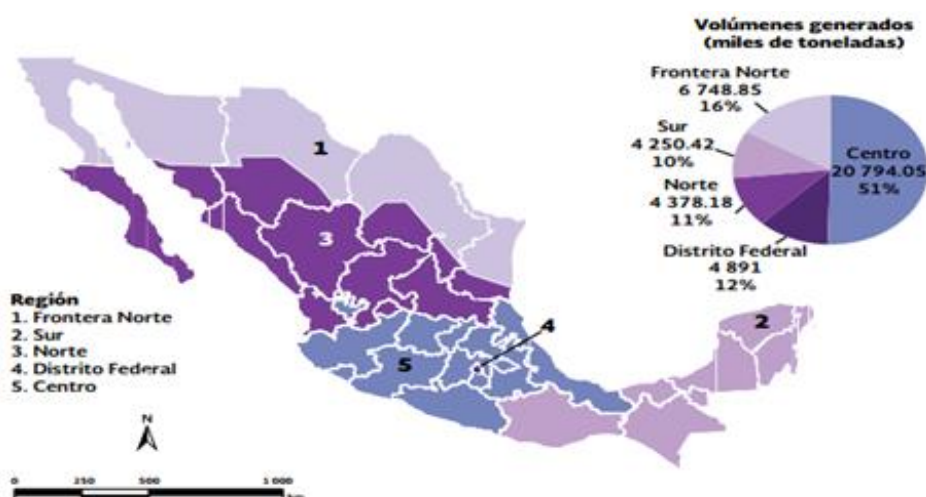 Volúmenes generados
(miles de toneladas)
Frontera Norte
6 748.85
16%
Sur
4 250.42
10%
Norte
4 378.18
11%
Distrito Federal
4 891
12%
Centro
20 794.05
51%
1
3
2
4
5
Región
1. Frontera Norte
2. Sur
3. Norte
4. Distrito Federal
5. Centro
N
0 250 500 1 000
km